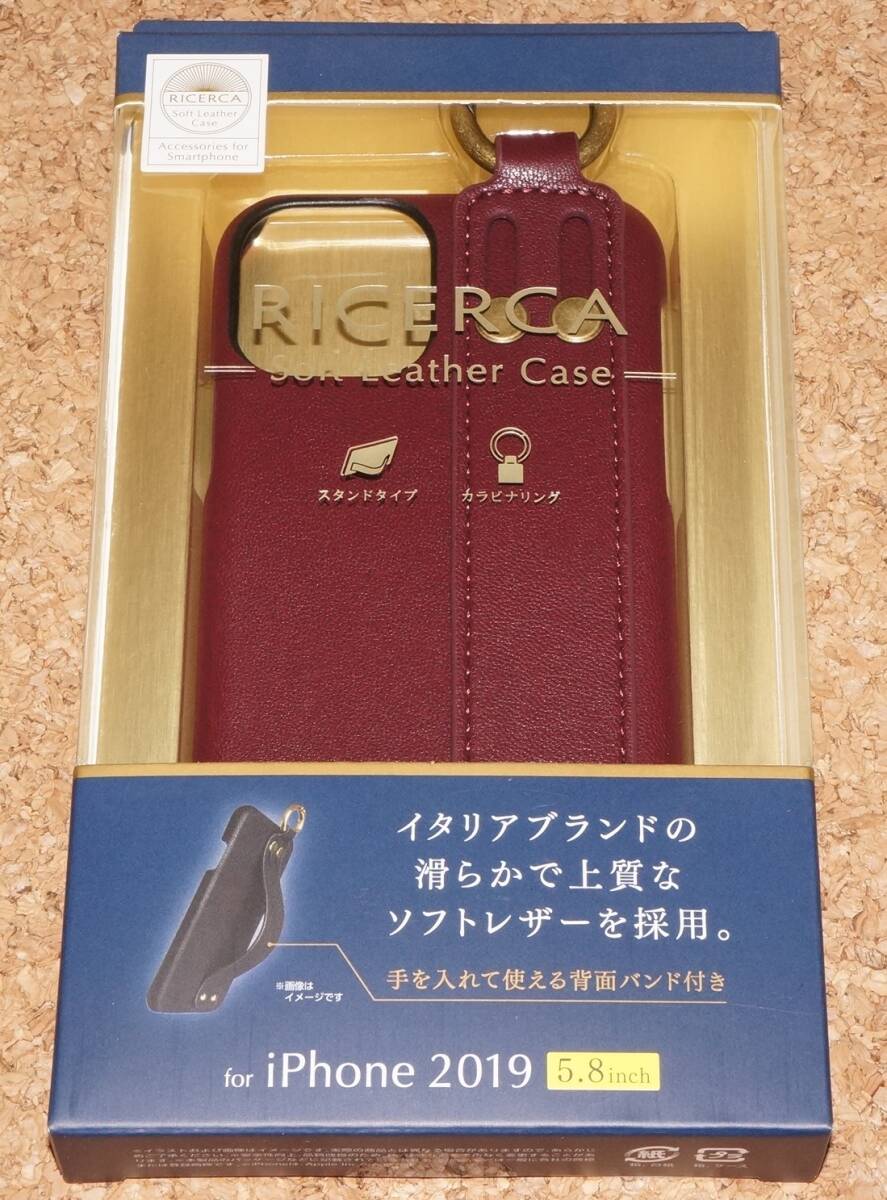 RICERCA
Soft Leather
Case
Accessories for
Smartphone
RICERCA
Soft Leather Case
スタンドタイプ
カラビナリング
イタリアブランドの
滑らかで上質な
ソフトレザーを採用。
手を入れて使える背面バンド付き
※画像は
イメージです
for iPhone 2019 5.8inch
紙
プラ